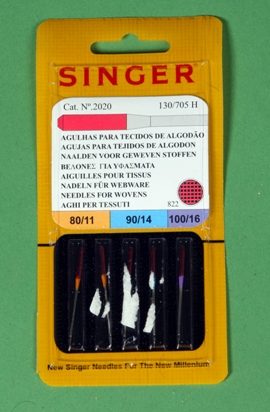 SINGER
Cat. Nº.2020 130/705 H
AGULHAS PARA TECIDOS DE ALGODÃO
AGUJAS PARA TEJIDOS DE ALGODON
NAALDEN VOOR GEWEVEN STOFFEN
ΒΕΛΟΝΕΣ ΓΙΑ ΥΦΑΣΜΑΤΑ
AIGUILLES POUR TISSUS
NADELN FÜR WEBWARE
NEEDLES FOR WOVENS
AGHI PER TESSUTI 822
80/11 90/14 100/16
New Singer Needles For The New Millenium